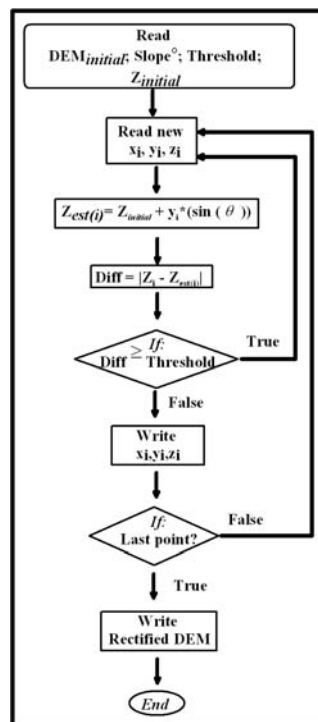 Read
DEMinitial; Slope°; Threshold;
Zinitial
Read new
xi, yi, zi
Zest(i)= Zinitial + yi*(sin ( θ ))
Diff = |Zi - Zest(i)|
If:
Diff ≥ Threshold
True
False
Write
xi,yi,zi
If:
Last point?
False
True
Write
Rectified DEM
End